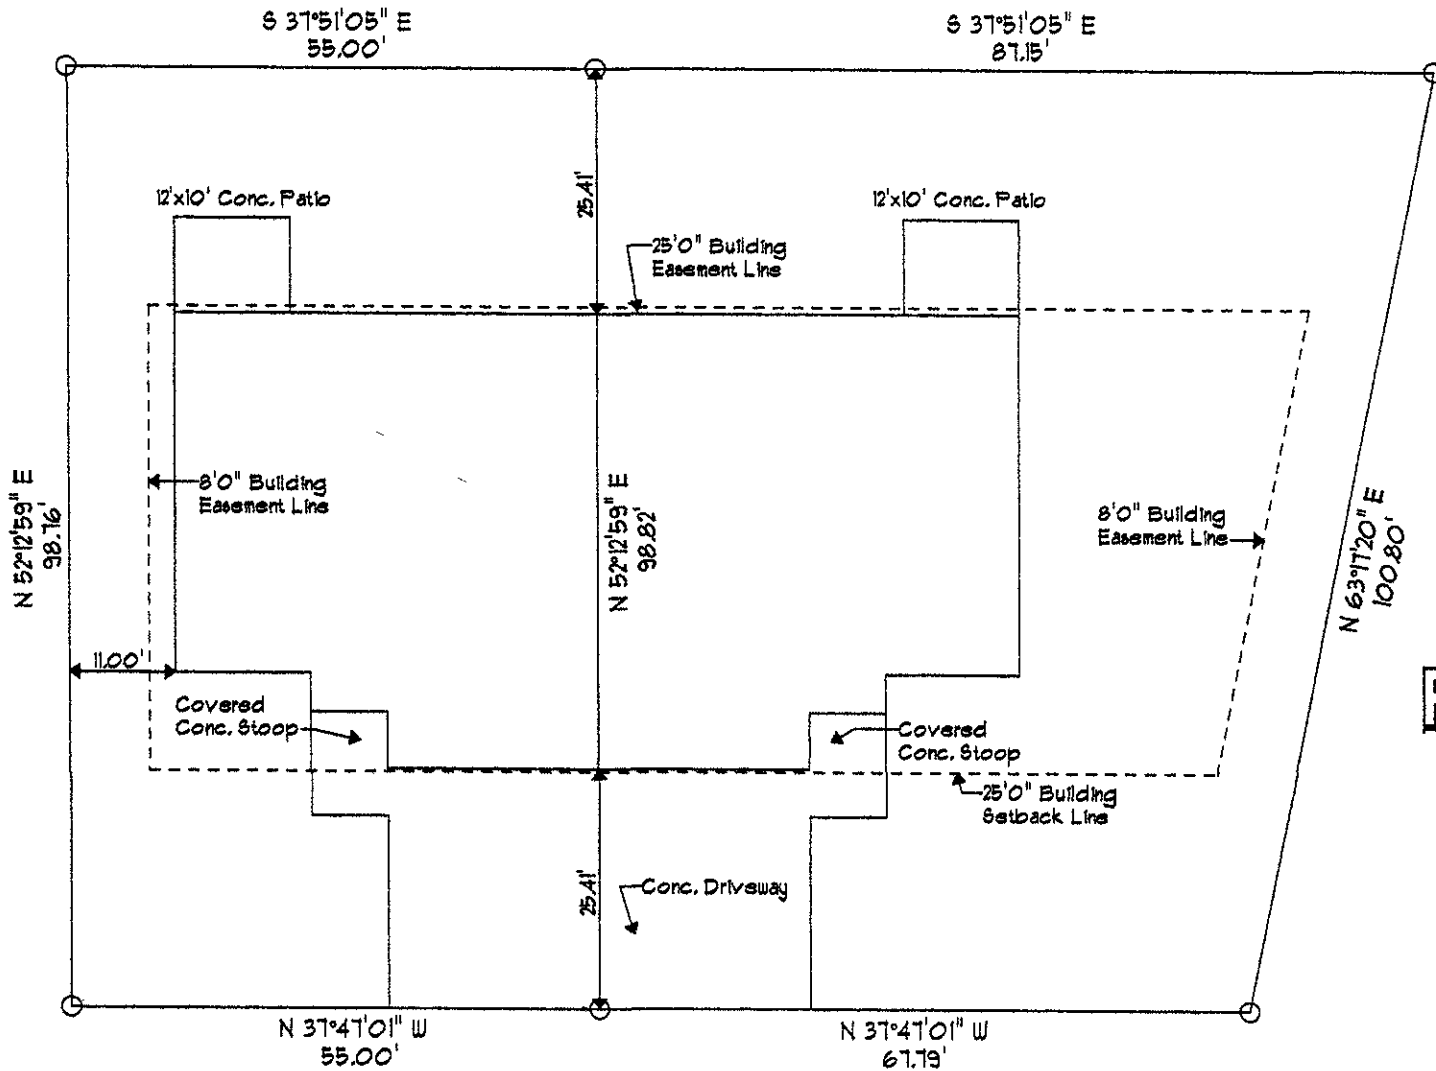 S 37°51'05" E
55.00'
S 37°51'05" E
87.15'
12'x10' Conc. Patio
12'x10' Conc. Patio
25.41'
25'0" Building
Easement Line
8'0" Building
Easement Line
N 52°12'59" E
98.76'
N 52°12'59" E
98.82'
8'0" Building
Easement Line
N 63°17'20" E
100.80'
11.00'
Covered
Conc. Stoop
Covered
Conc. Stoop
25'0" Building
Setback Line
25.41'
Conc. Driveway
N 37°47'01" W
55.00'
N 37°47'01" W
67.79'